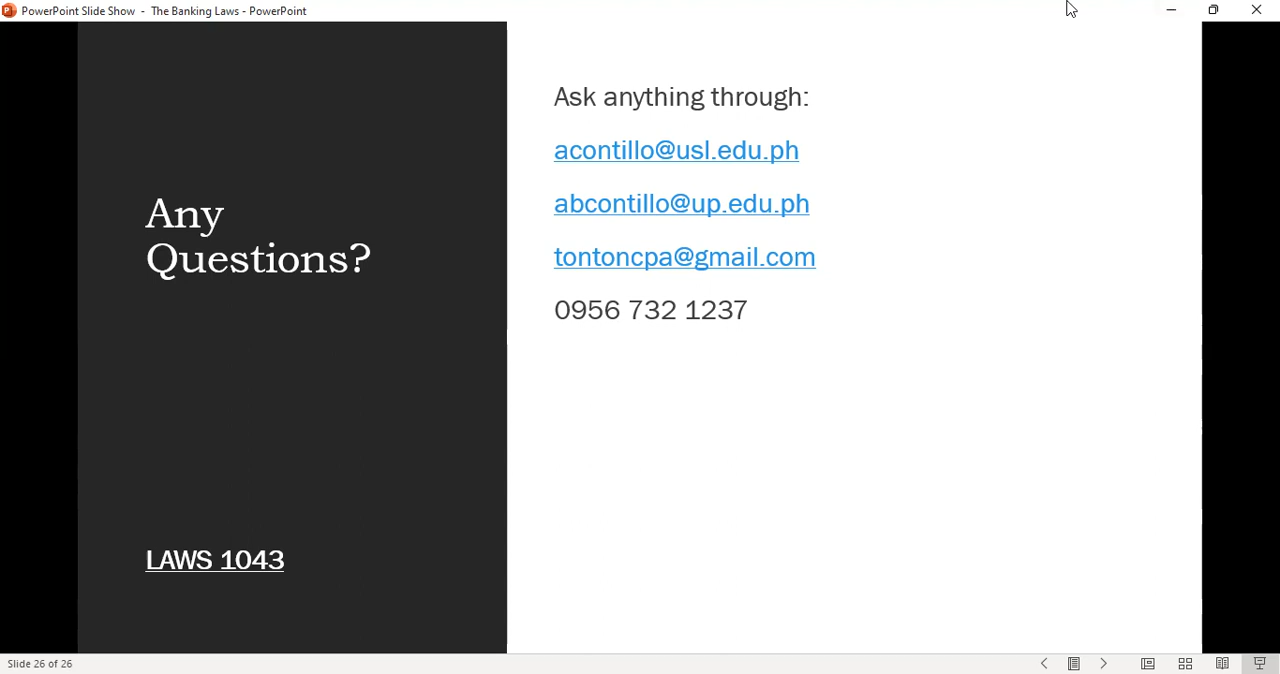 PowerPoint Slide Show - The Banking Laws - PowerPoint
Any
Questions?
LAWS 1043
Ask anything through:
acontillo@usl.edu.ph
abcontillo@up.edu.ph
tontoncpa@gmail.com
0956 732 1237
Slide 26 of 26